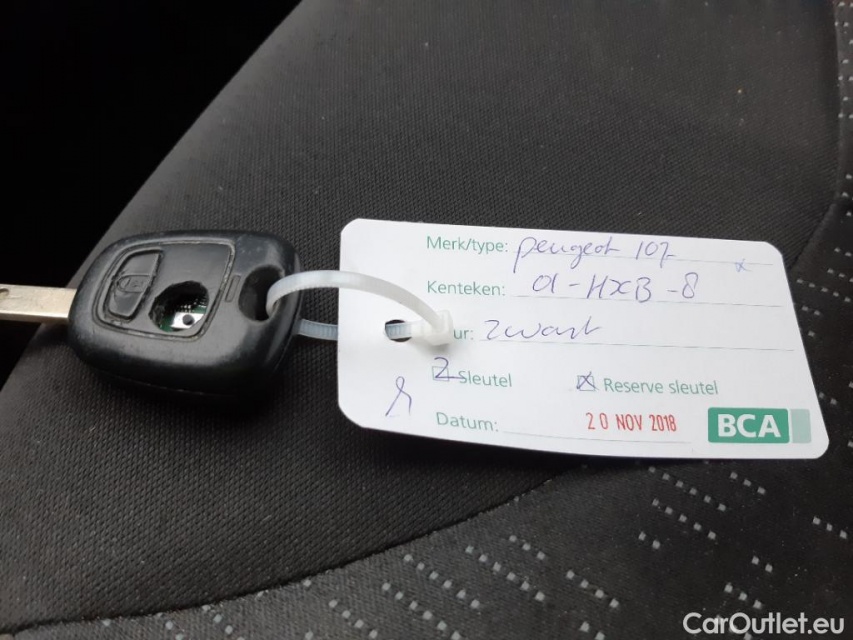 Merk/type: peugeot 107
Kenteken: 01-HXB-8
ur: zwart
2 Sleutel
Reserve sleutel
Datum: 20 NOV 2018
BCA
CarOutlet.eu